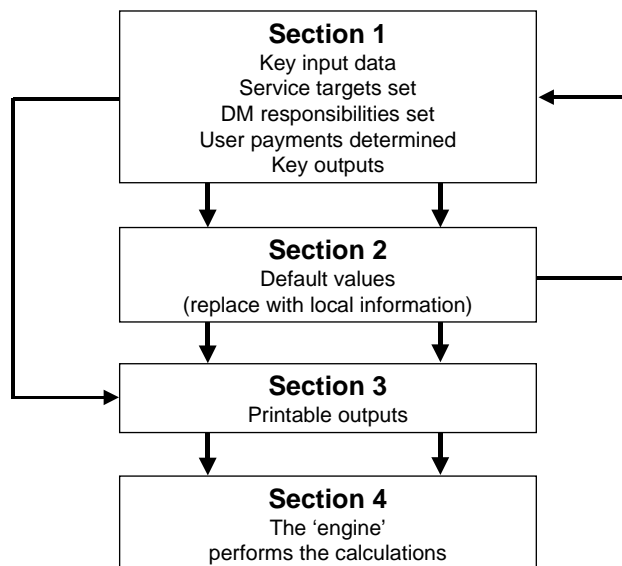 Section 1
Key input data
Service targets set
DM responsibilities set
User payments determined
Key outputs
Section 2
Default values
(replace with local information)
Section 3
Printable outputs
Section 4
The ‘engine’
performs the calculations